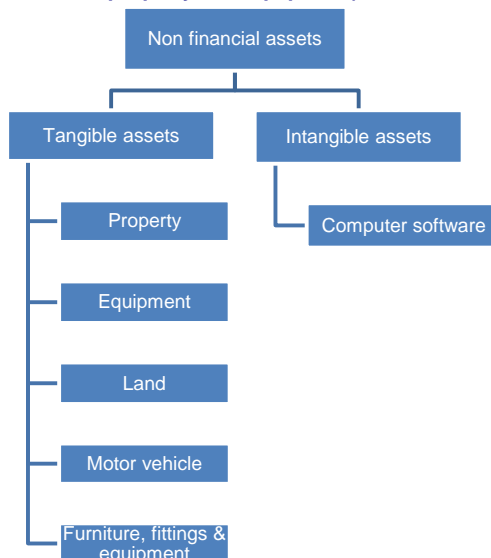 Non financial assets
Tangible assets
Intangible assets
Property
Computer software
Equipment
Land
Motor vehicle
Furniture, fittings &
equipment